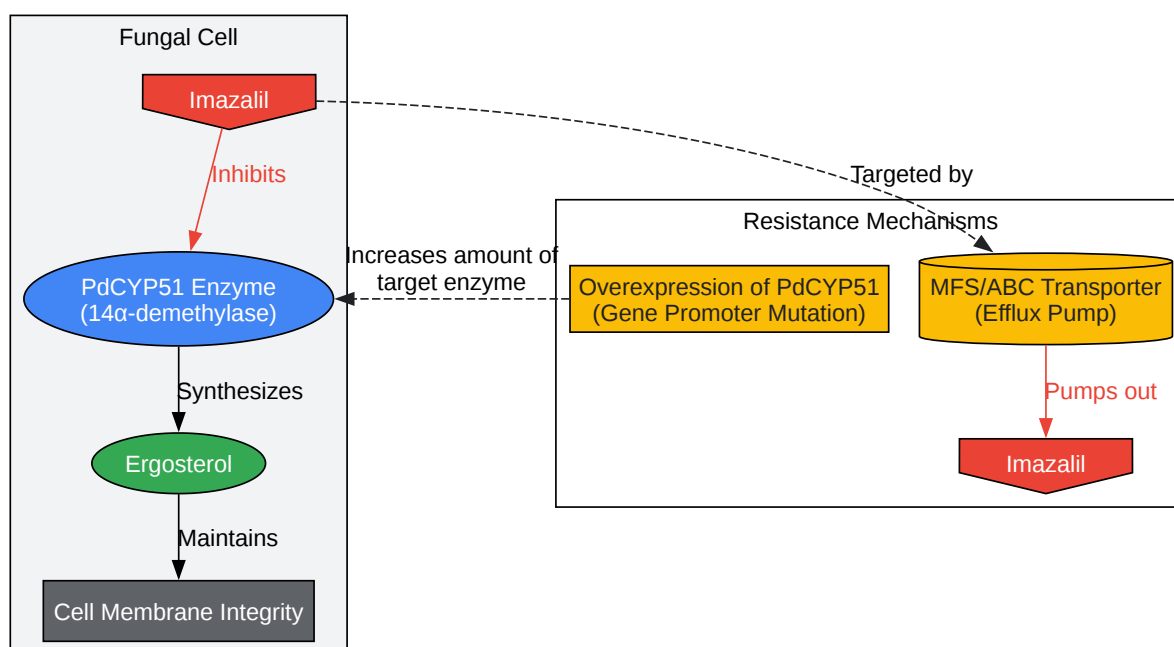 Fungal Cell
Imazalil
Inhibits
Targeted by
Resistance Mechanisms
Increases amount of
target enzyme
PdCYP51 Enzyme
(14α-demethylase)
Overexpression of PdCYP51
(Gene Promoter Mutation)
MFS/ABC Transporter
(Efflux Pump)
Synthesizes
Pumps out
Ergosterol
Imazalil
Maintains
Cell Membrane Integrity